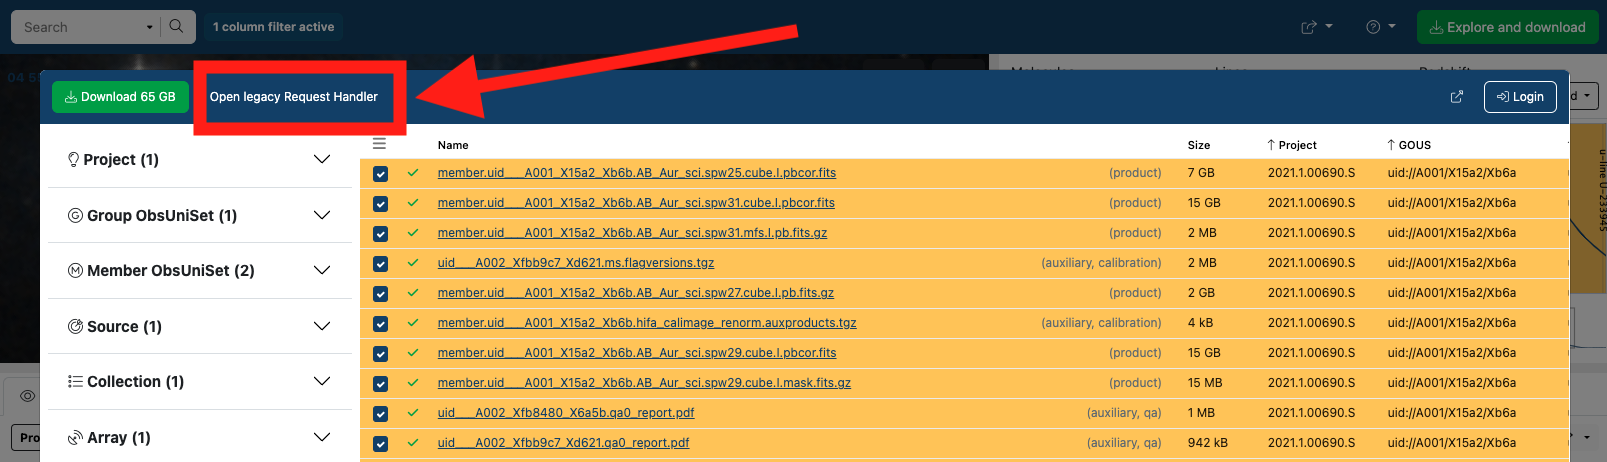 Search
1 column filter active
Explore and download
Download 65 GB
Open legacy Request Handler
Login
Name Size Project GOUS
Project (1)
Group ObsUniSet (1)
Member ObsUniSet (2)
Source (1)
Collection (1)
Array (1)
member.uid___A001_X15a2_Xb6b.AB_Aur_sci.spw25.cube.I.pbcor.fits (product) 7 GB 2021.1.00690.S uid://A001/X15a2/Xb6a
member.uid___A001_X15a2_Xb6b.AB_Aur_sci.spw31.cube.I.pbcor.fits (product) 15 GB 2021.1.00690.S uid://A001/X15a2/Xb6a
member.uid___A001_X15a2_Xb6b.AB_Aur_sci.spw31.mfs.I.pb.fits.gz (product) 2 MB 2021.1.00690.S uid://A001/X15a2/Xb6a
uid___A002_Xfbb9c7_Xd621.ms.flagversions.tgz (auxiliary, calibration) 2 MB 2021.1.00690.S uid://A001/X15a2/Xb6a
member.uid___A001_X15a2_Xb6b.AB_Aur_sci.spw27.cube.I.pb.fits.gz (product) 2 GB 2021.1.00690.S uid://A001/X15a2/Xb6a
member.uid___A001_X15a2_Xb6b.hifa_calimage_renorm.auxproducts.tgz (auxiliary, calibration) 4 kB 2021.1.00690.S uid://A001/X15a2/Xb6a
member.uid___A001_X15a2_Xb6b.AB_Aur_sci.spw29.cube.I.pbcor.fits (product) 15 GB 2021.1.00690.S uid://A001/X15a2/Xb6a
member.uid___A001_X15a2_Xb6b.AB_Aur_sci.spw29.cube.I.mask.fits.gz (product) 15 MB 2021.1.00690.S uid://A001/X15a2/Xb6a
uid___A002_Xfb8480_X6a5b.qa0_report.pdf (auxiliary, qa) 1 MB 2021.1.00690.S uid://A001/X15a2/Xb6a
uid___A002_Xfbb9c7_Xd621.qa0_report.pdf (auxiliary, qa) 942 kB 2021.1.00690.S uid://A001/X15a2/Xb6a
u-line U-233945